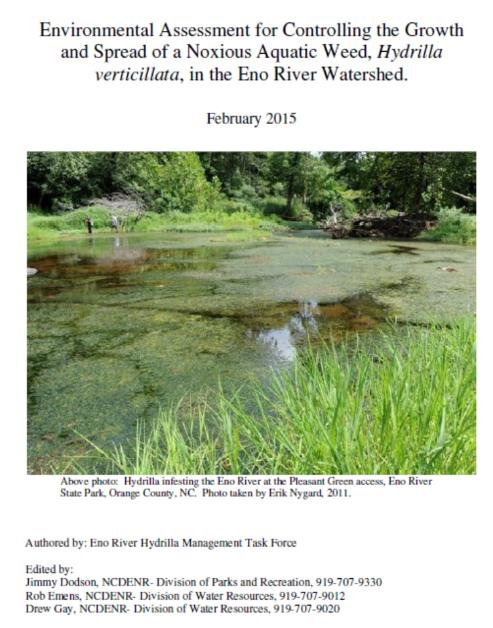 Environmental Assessment for Controlling the Growth
and Spread of a Noxious Aquatic Weed, Hydrilla
verticillata, in the Eno River Watershed.
February 2015
Above photo:  Hydrilla infesting the Eno River at the Pleasant Green access, Eno River
State Park, Orange County, NC.  Photo taken by Erik Nygard, 2011.
Authored by: Eno River Hydrilla Management Task Force
Edited by:
Jimmy Dodson, NCDENR- Division of Parks and Recreation, 919-707-9330
Rob Emens, NCDENR- Division of Water Resources, 919-707-9012
Drew Gay, NCDENR- Division of Water Resources, 919-707-9020